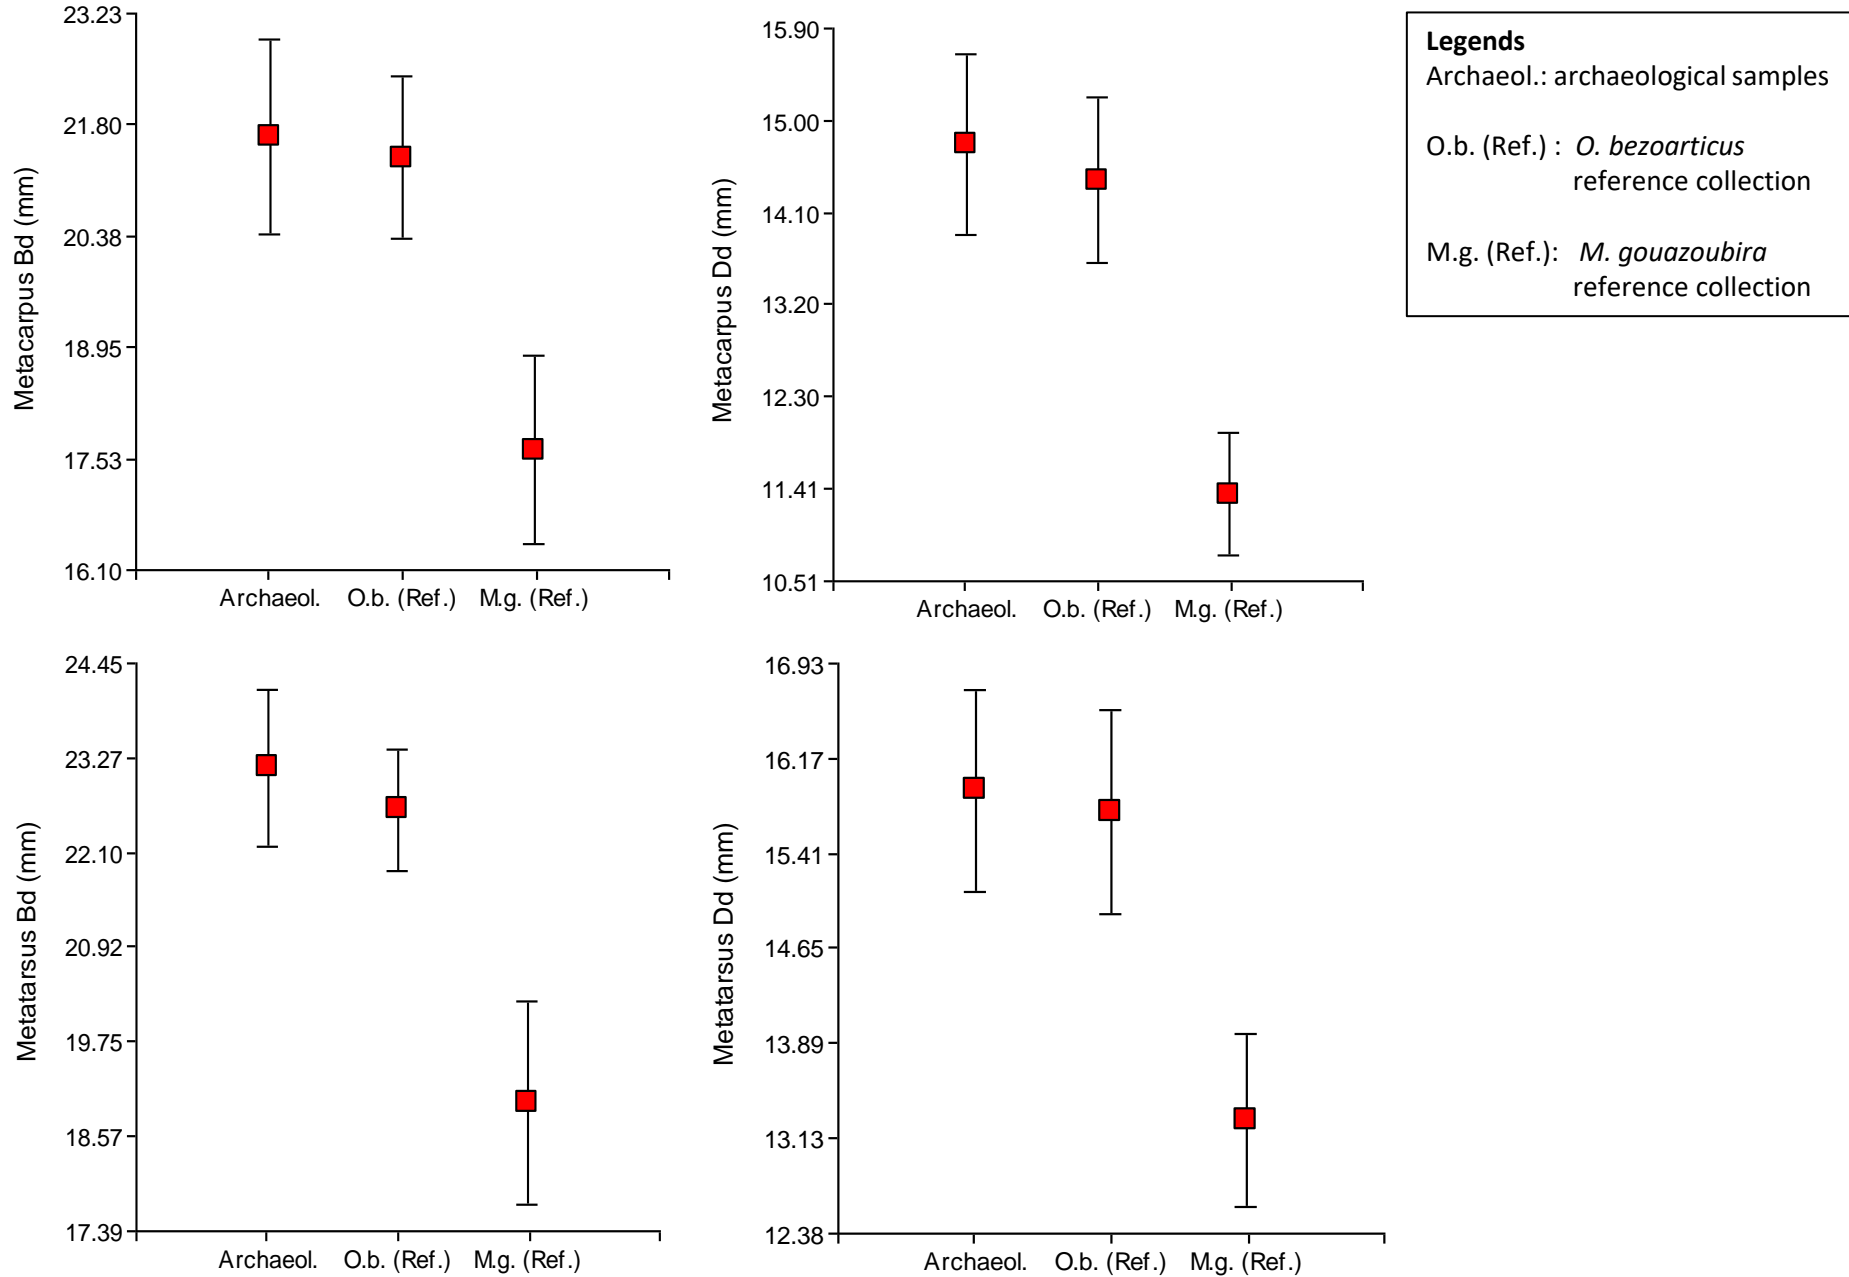 Metacarpus Bd (mm)
23.23
21.80
20.38
18.95
17.53
16.10
Archaeol. O.b. (Ref.) M.g. (Ref.)
Metacarpus Dd (mm)
15.90
15.00
14.10
13.20
12.30
11.41
10.51
Archaeol. O.b. (Ref.) M.g. (Ref.)
Legends
Archaeol.: archaeological samples
O.b. (Ref.) : O. bezoarticus
reference collection
M.g. (Ref.): M. gouazoubira
reference collection
Metatarsus Bd (mm)
24.45
23.27
22.10
20.92
19.75
18.57
17.39
Archaeol. O.b. (Ref.) M.g. (Ref.)
Metatarsus Dd (mm)
16.93
16.17
15.41
14.65
13.89
13.13
12.38
Archaeol. O.b. (Ref.) M.g. (Ref.)